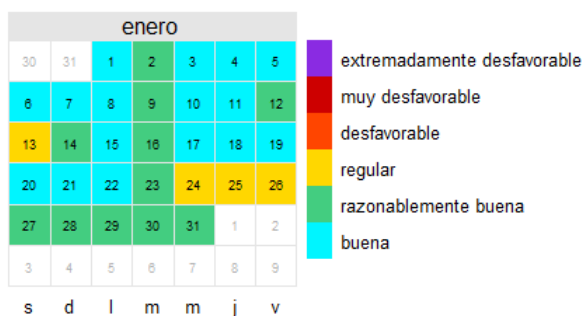 enero
30 31 1 2 3 4 5
6 7 8 9 10 11 12
13 14 15 16 17 18 19
20 21 22 23 24 25 26
27 28 29 30 31 1 2
3 4 5 6 7 8 9
s d l m m j v
extremadamente desfavorable
muy desfavorable
desfavorable
regular
razonablemente buena
buena